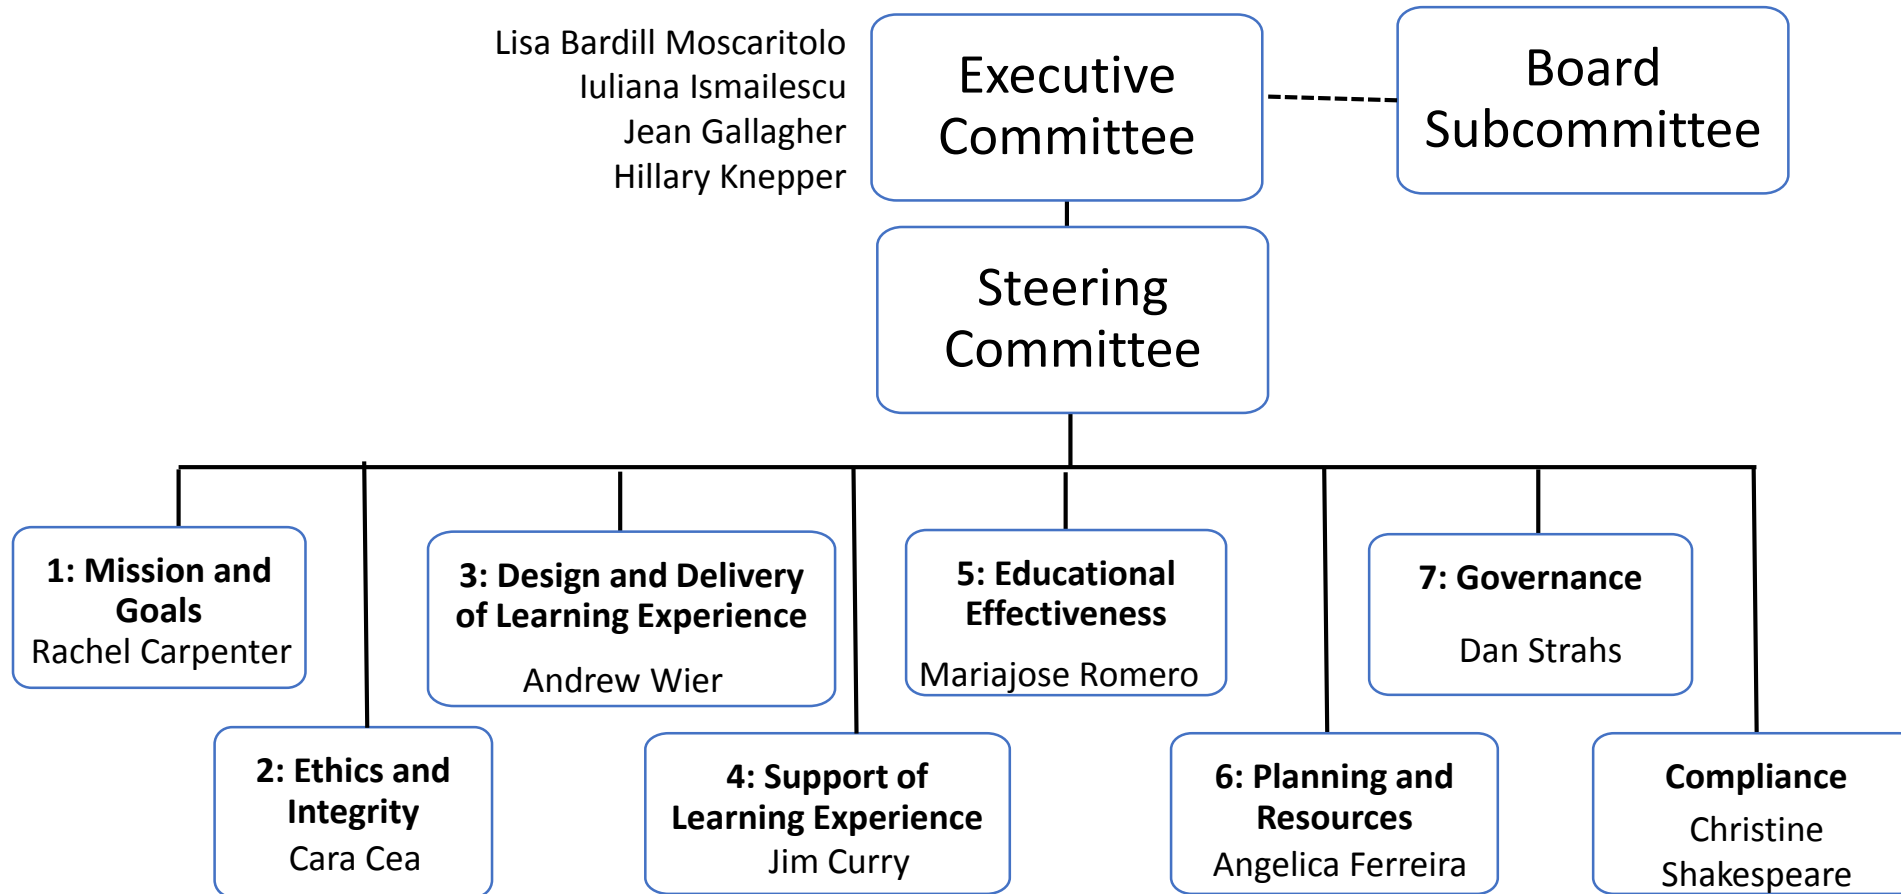 Lisa Bardill Moscaritolo
Iuliana Ismailescu
Jean Gallagher
Hillary Knepper
Executive
Committee
Board
Subcommittee
Steering
Committee
1: Mission and
Goals
Rachel Carpenter
2: Ethics and
Integrity
Cara Cea
3: Design and Delivery
of Learning Experience
Andrew Wier
4: Support of
Learning Experience
Jim Curry
5: Educational
Effectiveness
Mariajose Romero
6: Planning and
Resources
Angelica Ferreira
7: Governance
Dan Strahs
Compliance
Christine
Shakespeare